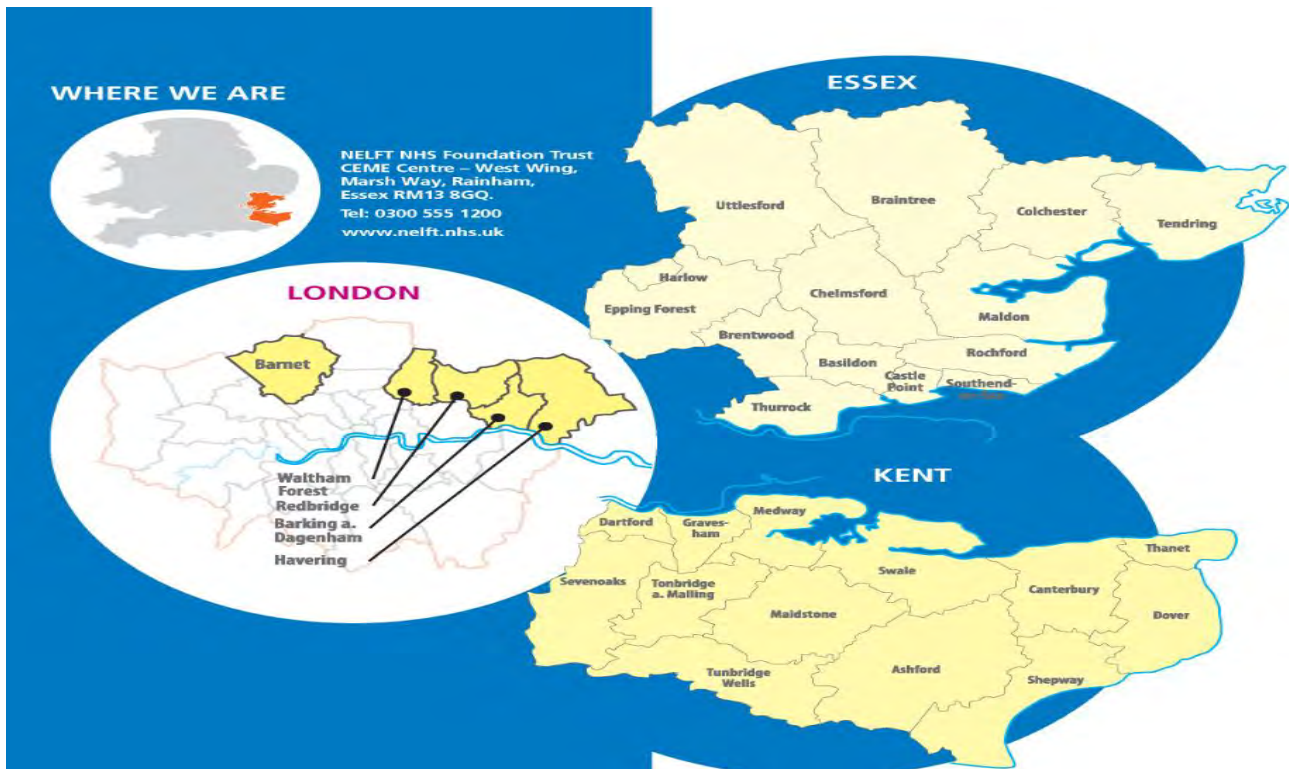 WHERE WE ARE
NELFT NHS Foundation Trust
CEME Centre – West Wing,
Marsh Way, Rainham,
Essex RM13 8GQ.
Tel: 0300 555 1200
www.nelft.nhs.uk
LONDON
Barnet
Waltham
Forest
Redbridge
Barking a.
Dagenham
Havering
ESSEX
Uttlesford
Braintree
Colchester
Tendring
Harlow
Epping Forest
Chelmsford
Maldon
Brentwood
Basildon
Rochford
Castle
Point
Southend-
Thurrock
KENT
Dartford
Graves-
ham
Medway
Thanet
Sevenoaks
Tonbridge
a. Malling
Swale
Canterbury
Maidstone
Dover
Tunbridge
Wells
Ashford
Shepway